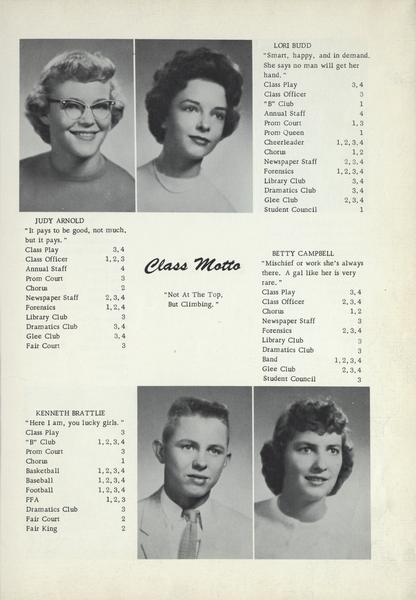 LORI BUDD
"Smart, happy, and in demand.
She says no man will get her
hand."
Class Play 3,4
Class Officer 3
"B" Club 1
Annual Staff 4
Prom Court 1,3
Prom Queen 1
Cheerleader 1,2,3,4
Chorus 1,2
Newspaper Staff 2,3,4
Forensics 1,2,3,4
Library Club 3,4
Dramatics Club 3,4
Glee Club 2,3,4
Student Council 1
JUDY ARNOLD
"It pays to be good, not much,
but it pays."
Class Play 3,4
Class Officer 1,2,3
Annual Staff 4
Prom Court 3
Chorus 2
Newspaper Staff 2,3,4
Forensics 1,2,4
Library Club 3
Dramatics Club 3,4
Glee Club 3,4
Fair Court 3
Class Motto
"Not At The Top,
But Climbing."
BETTY CAMPBELL
"Mischief or work she's always
there. A gal like her is very
rare."
Class Play 3,4
Class Officer 2,3,4
Chorus 1,2
Newspaper Staff 3
Forensics 2,3,4
Library Club 3
Dramatics Club 3
Band 1,2,3,4
Glee Club 2,3,4
Student Council 3
KENNETH BRATTLIE
"Here I am, you lucky girls."
Class Play 3
"B" Club 1,2,3,4
Prom Court 3
Chorus 1
Basketball 1,2,3,4
Baseball 1,2,3,4
Football 1,2,3,4
FFA 1,2,3
Dramatics Club 3
Fair Court 2
Fair King 2